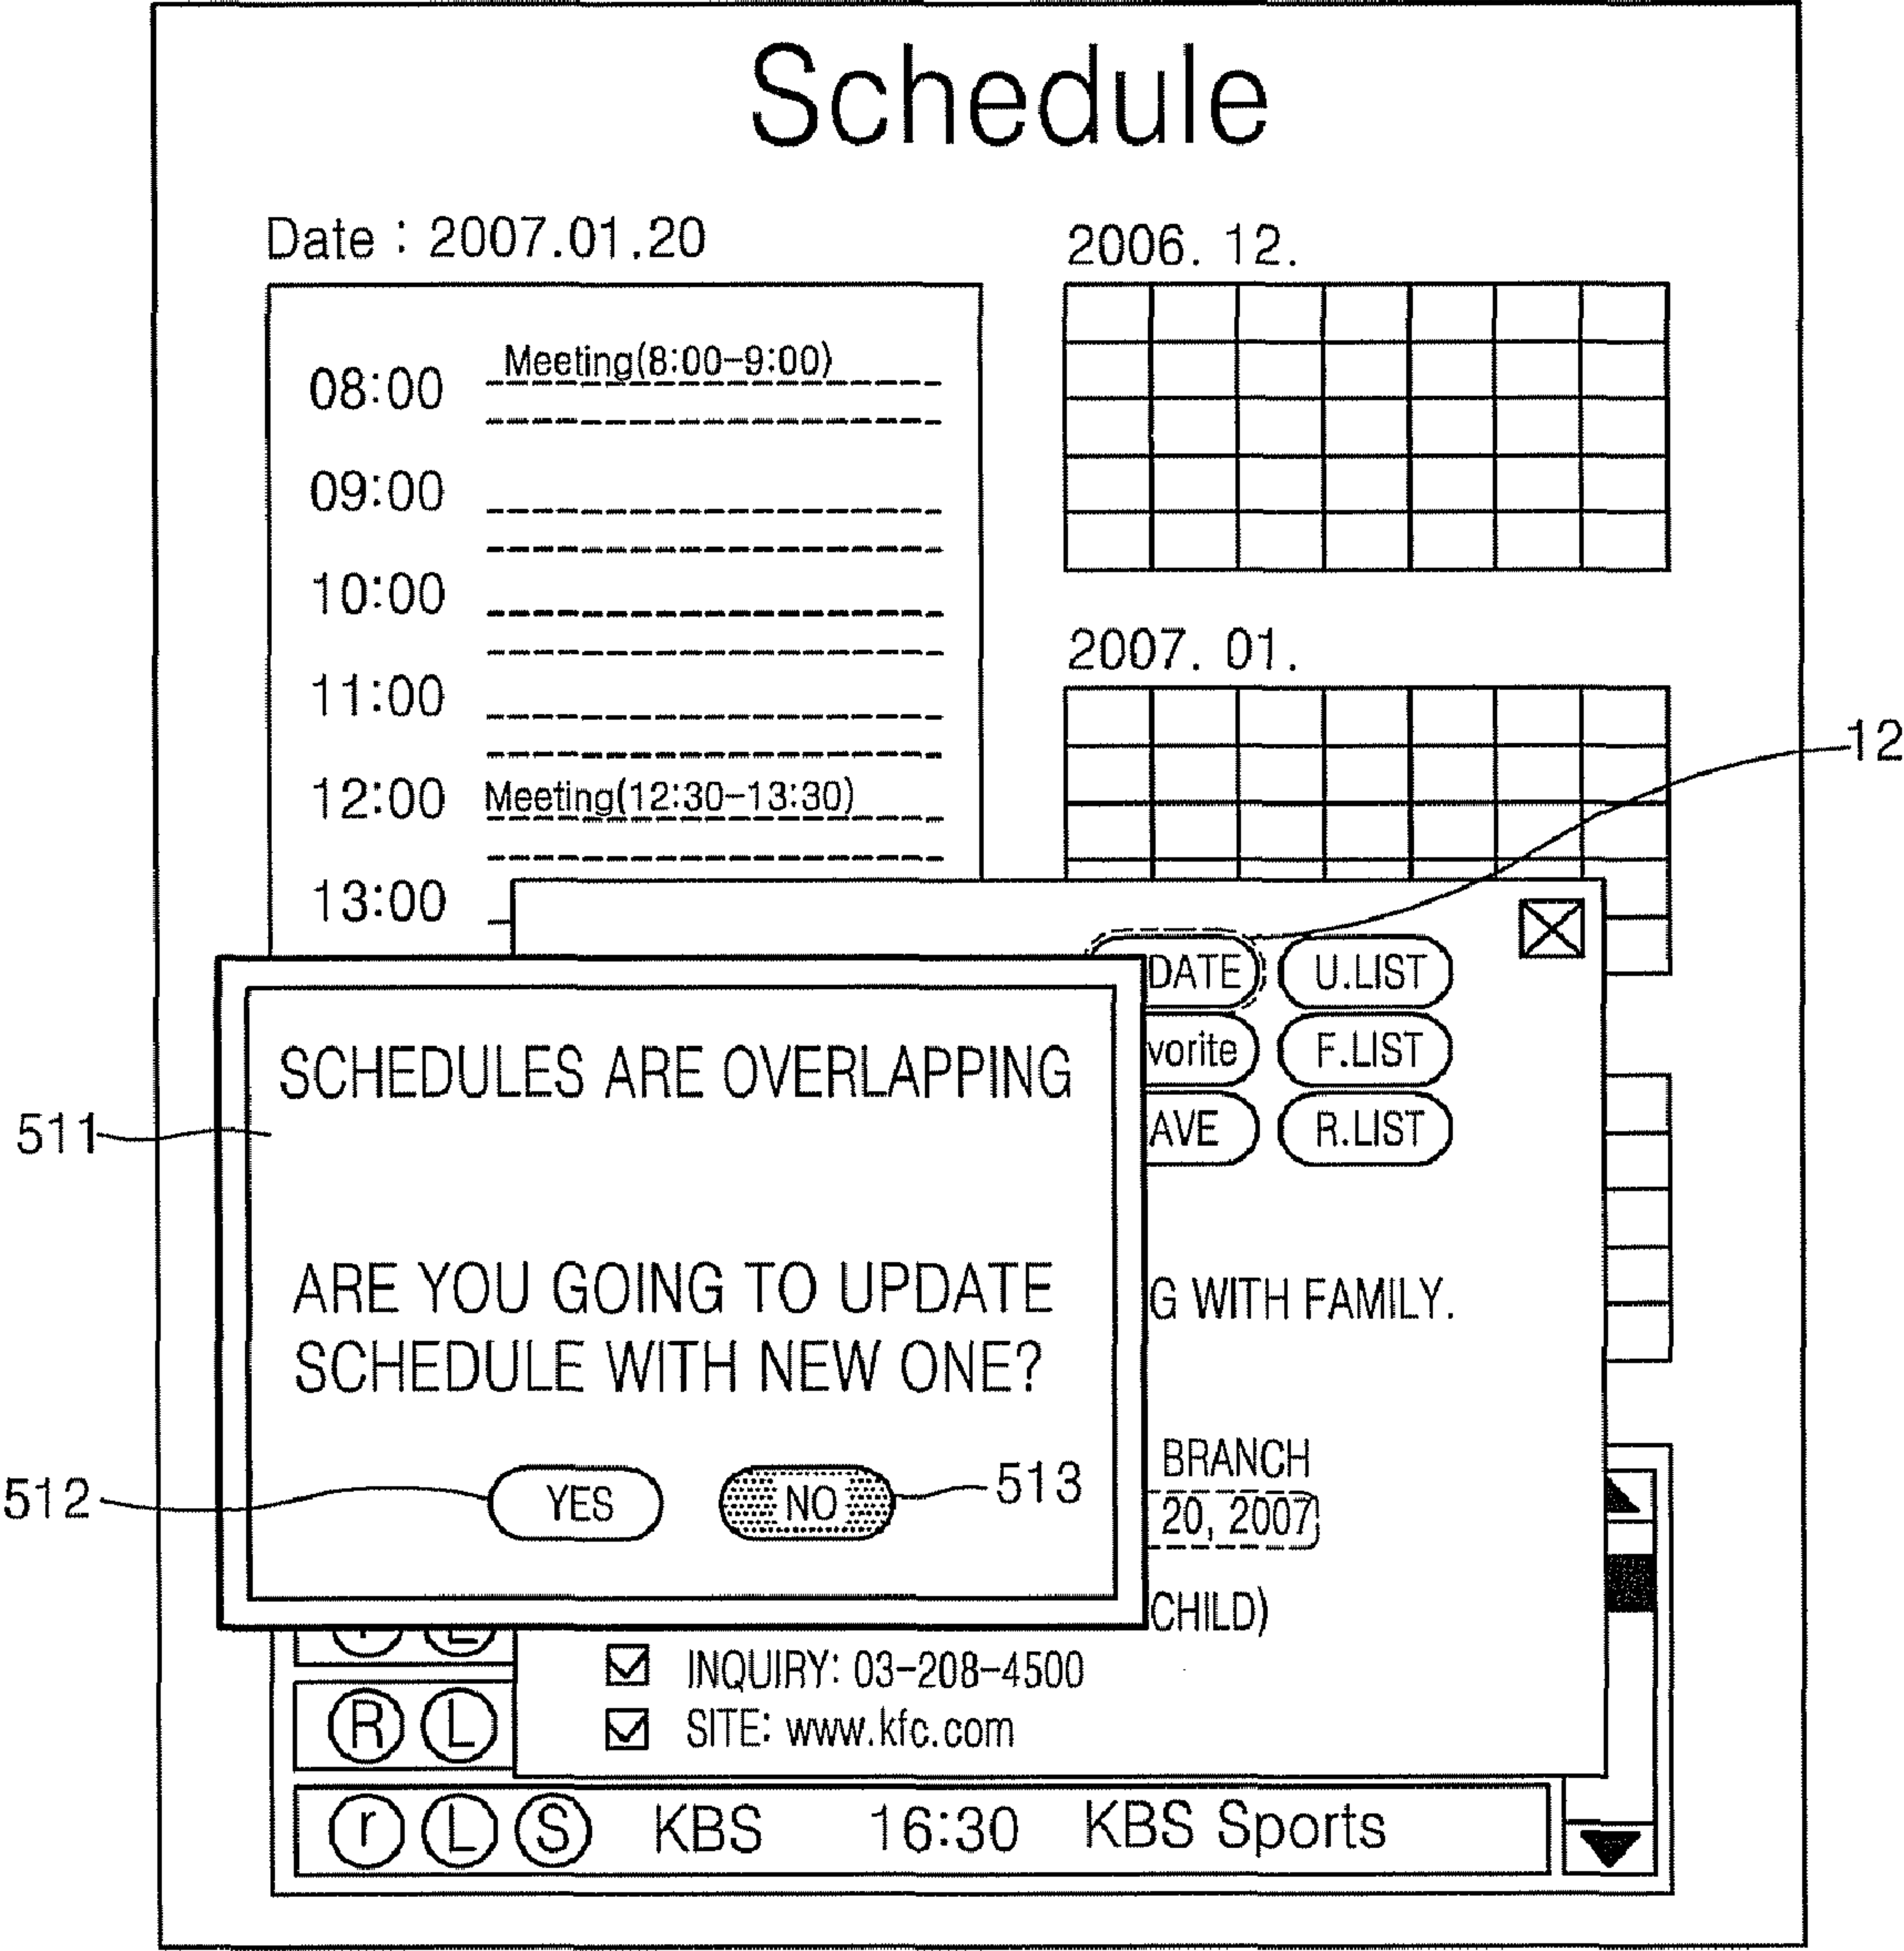 Schedule
Date : 2007.01.20
2006. 12.
08:00 Meeting(8:00-9:00)
09:00
10:00
11:00
12:00 Meeting(12:30-13:30)
13:00
2007. 01.
12
DATE U.LIST
vorite F.LIST
AVE R.LIST
SCHEDULES ARE OVERLAPPING
511
ARE YOU GOING TO UPDATE
SCHEDULE WITH NEW ONE?
G WITH FAMILY.
BRANCH
512 YES NO 513
20, 2007
CHILD)
INQUIRY: 03-208-4500
R L
SITE: www.kfc.com
r L S KBS 16:30 KBS Sports